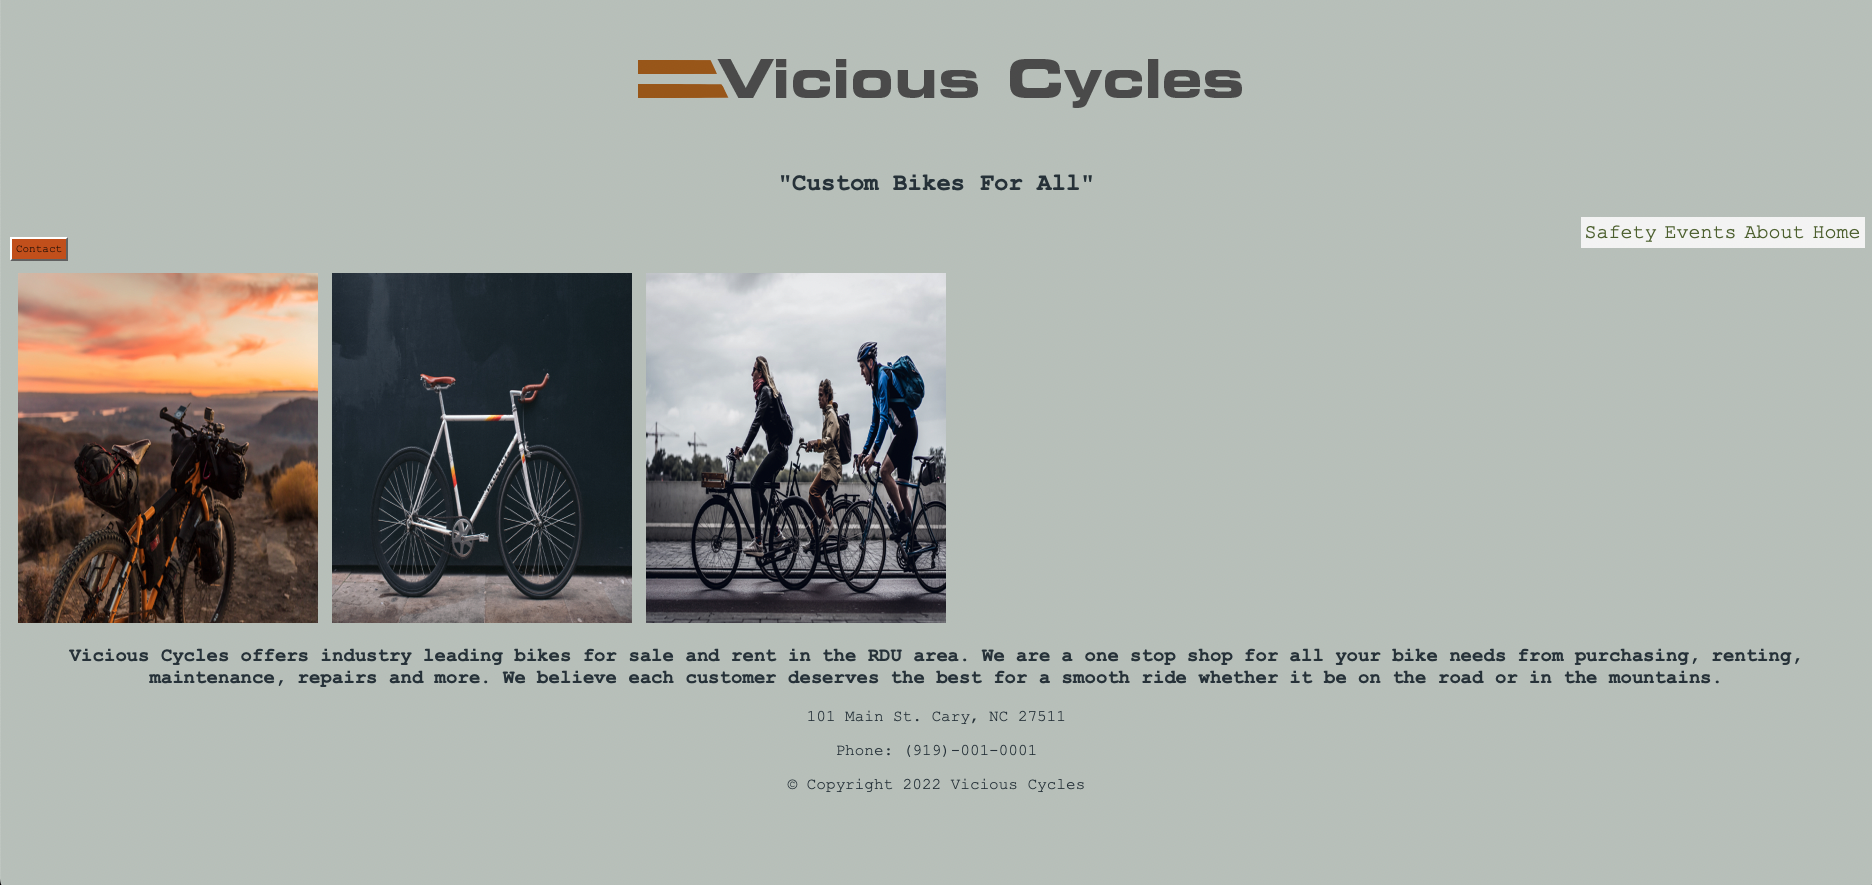 Vicious Cycles
"Custom Bikes For All"
Safety Events About Home
Contact
Vicious Cycles offers industry leading bikes for sale and rent in the RDU area. We are a one stop shop for all your bike needs from purchasing, renting,
maintenance, repairs and more. We believe each customer deserves the best for a smooth ride whether it be on the road or in the mountains.
101 Main St. Cary, NC 27511
Phone: (919)-001-0001
© Copyright 2022 Vicious Cycles